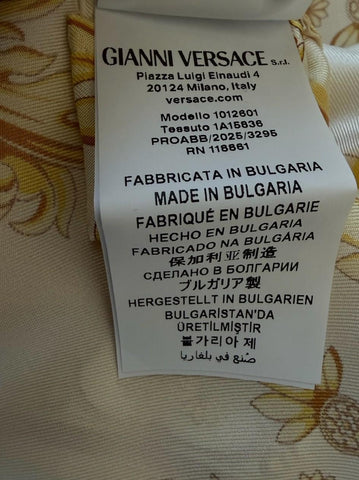 GIANNI VERSACE S.r.l.
Piazza Luigi Einaudi 4
20124 Milano, Italy
versace.com
Modello 1012601
Tessuto 1A15836
PROABB/2025/3295
RN 118881
FABBRICATA IN BULGARIA
MADE IN BULGARIA
FABRIQUÉ EN BULGARIE
HECHO EN BULGARIA
FABRICADO NA BULGÁRIA
保加利亚制造
СДЕЛАНО В БОЛГАРИИ
ブルガリア製
HERGESTELLT IN BULGARIEN
BULGARİSTAN'DA
ÜRETİLMİŞTİR
불가리아 제
صُنع في بلغاريا